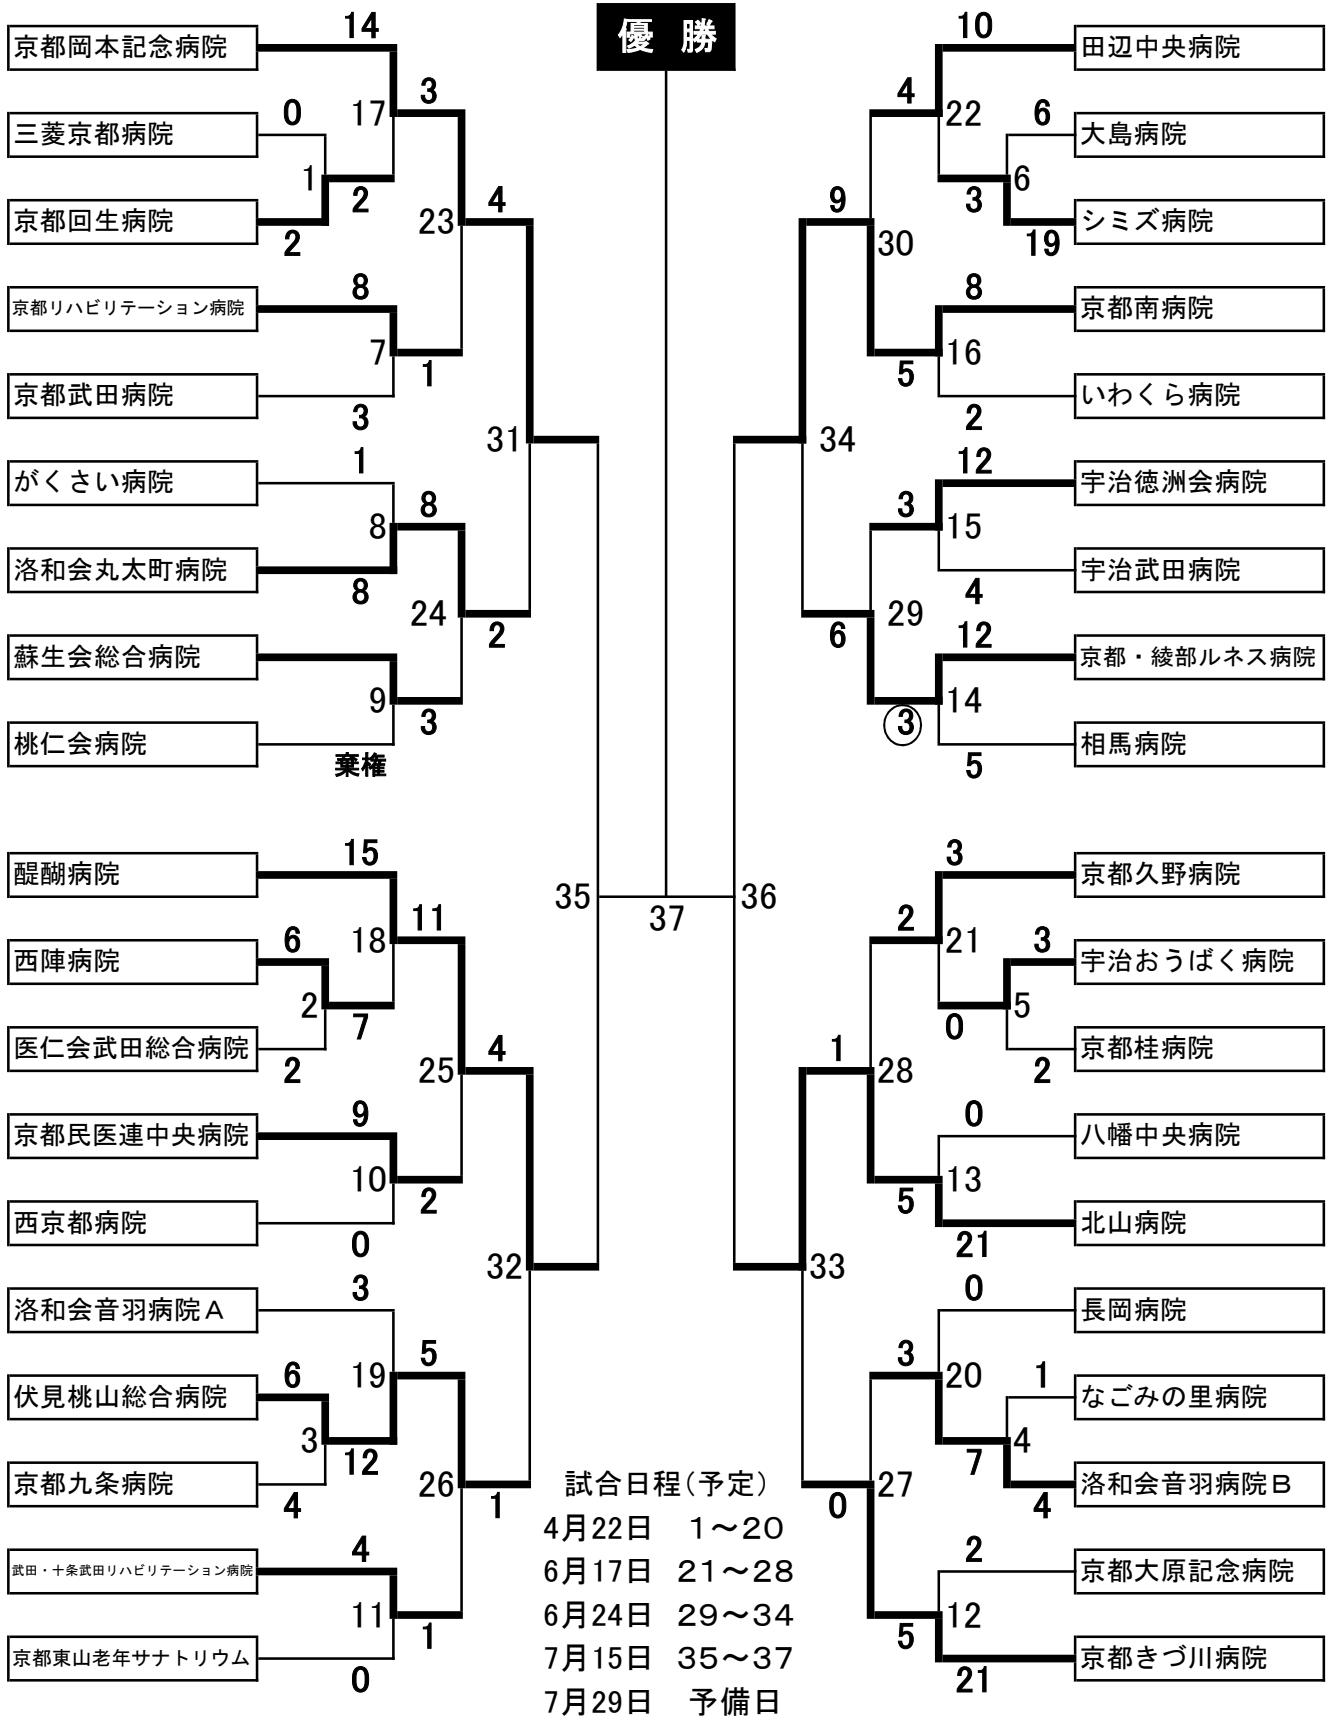 優 勝
14
京都岡本記念病院
3
17
0
三菱京都病院
1
2
京都回生病院
2
23
4
8
京都リハビリテーション病院
7
1
京都武田病院
3
31
1
がくさい病院
8
8
洛和会丸太町病院
8
24
2
蘇生会総合病院
9
3
桃仁会病院
棄権
15
醍醐病院
11
18
6
西陣病院
2
7
医仁会武田総合病院
2
25
4
9
京都民医連中央病院
10
2
西京都病院
0
32
3
洛和会音羽病院A
5
19
6
伏見桃山総合病院
3
12
京都九条病院
4
26
1
4
武田・十条武田リハビリテーション病院
11
1
京都東山老年サナトリウム
0
35
37
36
10
田辺中央病院
4
22
6
大島病院
6
3
シミズ病院
19
9
30
8
京都南病院
16
5
いわくら病院
2
34
12
宇治徳洲会病院
3
15
宇治武田病院
4
29
6
12
京都・綾部ルネス病院
14
3
相馬病院
5
3
京都久野病院
2
21
3
宇治おうばく病院
5
0
京都桂病院
2
1
28
0
八幡中央病院
13
5
北山病院
21
33
0
長岡病院
3
20
1
なごみの里病院
4
7
洛和会音羽病院B
4
27
0
2
京都大原記念病院
12
5
京都きづ川病院
21
試合日程(予定)
4月22日 1～20
6月17日 21～28
6月24日 29～34
7月15日 35～37
7月29日 予備日